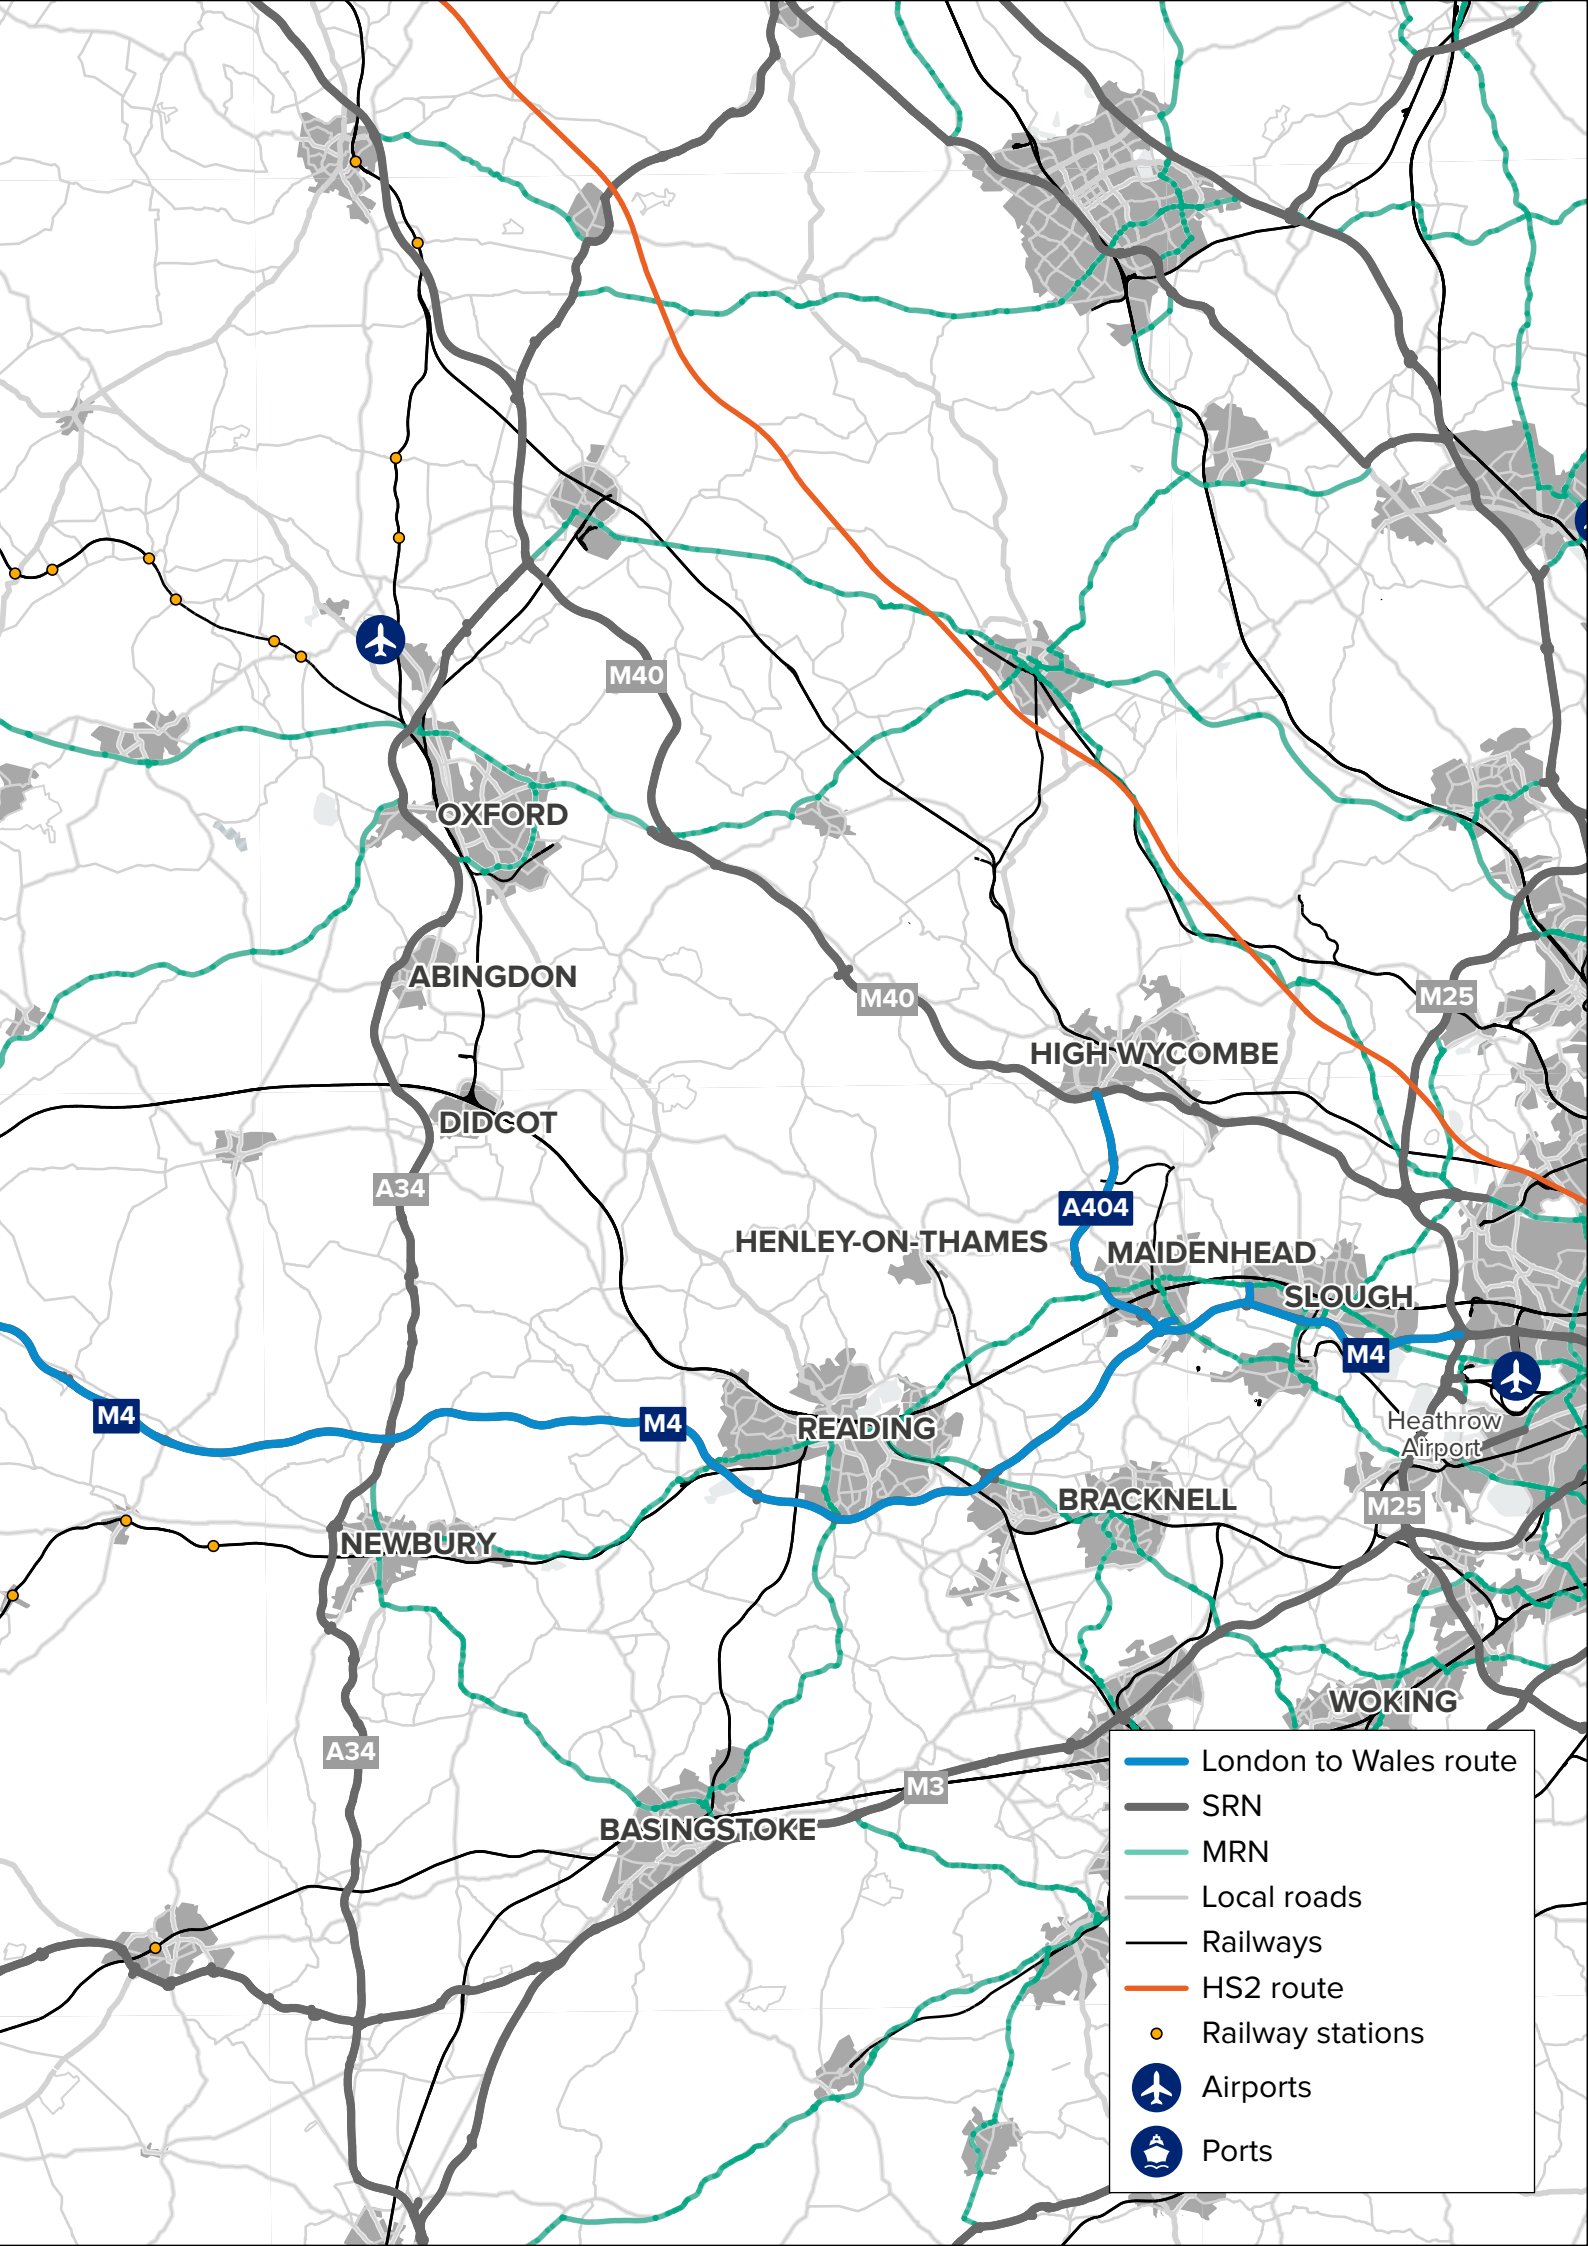 M40
OXFORD
ABINGDON
M40
M25
HIGH WYCOMBE
DIDCOT
A34
A404
HENLEY-ON-THAMES
MAIDENHEAD
SLOUGH
M4
M4
M4
READING
Heathrow
Airport
BRACKNELL
M25
NEWBURY
WOKING
A34
M3
BASINGSTOKE
London to Wales route
SRN
MRN
Local roads
Railways
HS2 route
Railway stations
Airports
Ports